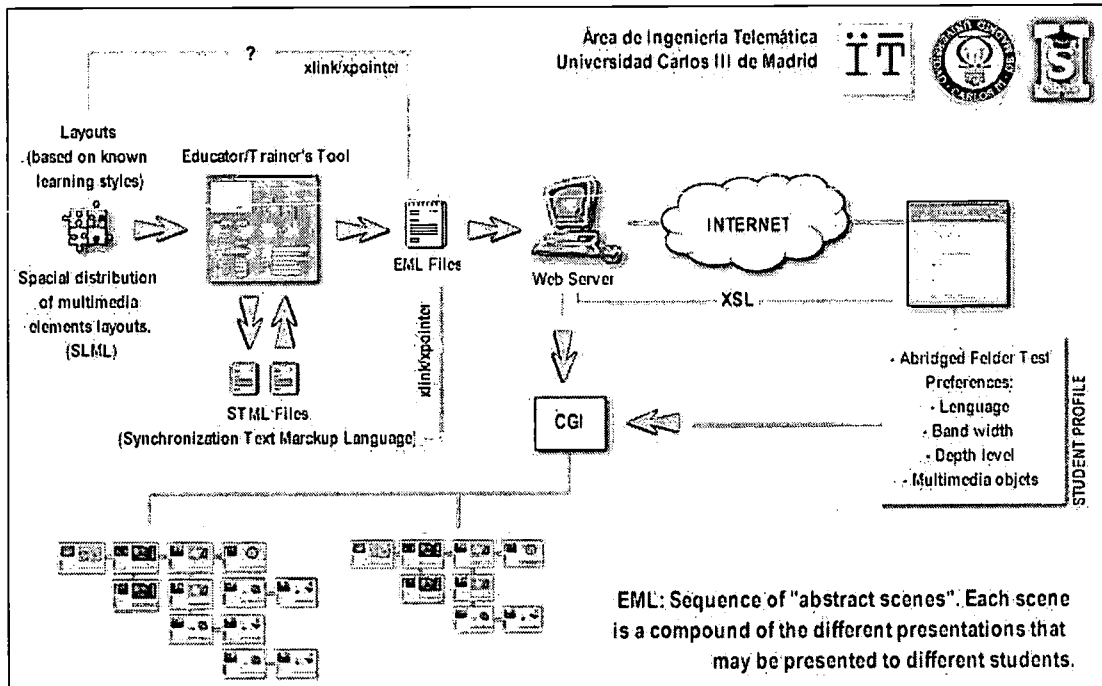 Área de Ingeniería Telemática
Universidad Carlos III de Madrid
?
xlink/xpointer
Layouts
(based on known
learning styles)
Educator/Trainer's Tool
INTERNET
EML Files
Web Server
XSL
Spacial distribution
of multimedia
elements layouts.
(SLML)
xlink/xpointer
STML Files
(Synchronization Text Marckup Language)
CGI
- Abridged Felder Test
Preferences:
- Lenguage
- Band width
- Depth level
- Multimedia objets
STUDENT PROFILE
EML: Sequence of "abstract scenes". Each scene
is a compound of the different presentations that
may be presented to different students.